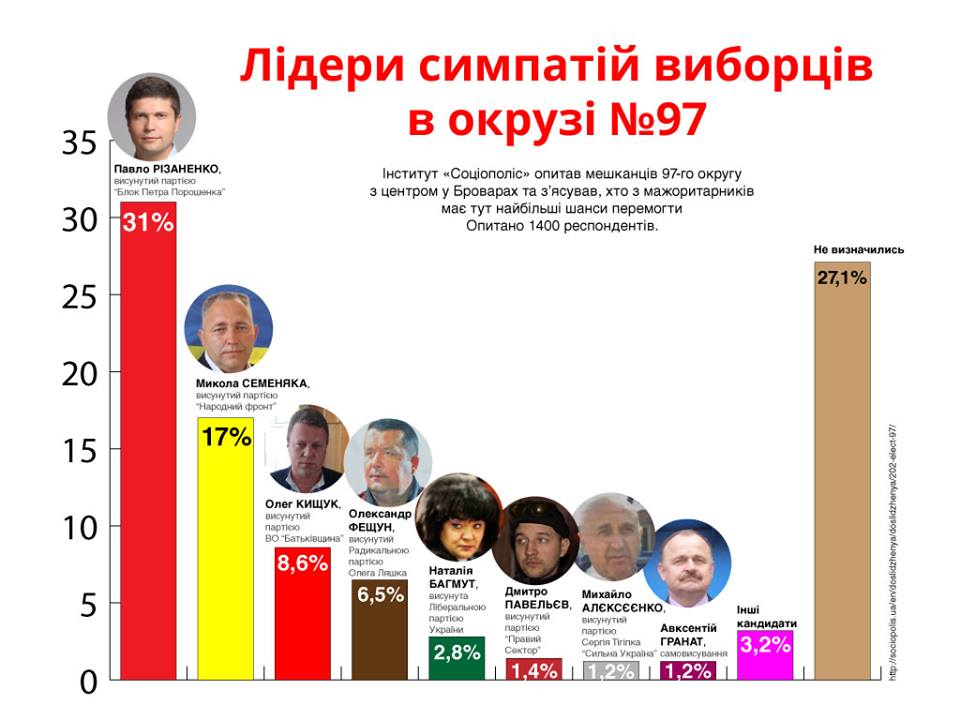 Лідери симпатій виборців
в окрузі №97
Інститут «Соціополіс» опитав мешканців 97-го округу
з центром у Броварах та з’ясував, хто з мажоритарників
має тут найбільші шанси перемогти
Опитано 1400 респондентів.
35
30
25
20
15
10
5
0
Павло РІЗАНЕНКО,
висунутий партією
“Блок Петра Порошенка”
31%
Микола СЕМЕНЯКА,
висунутий партією
“Народний фронт”
17%
Олег КИЩУК,
висунутий
партією
ВО “Батьківщина”
8,6%
Олександр
ФЕЩУН,
висунутий
Радикальною
партією
Олега Ляшка
6,5%
Наталія
БАГМУТ,
висунута
Ліберальною
партією
України
2,8%
Дмитро
ПАВЕЛЬЄВ,
висунутий
партією
“Правий
Сектор”
1,4%
Михайло
АЛЄКСЄЄНКО,
висунутий
партією
Сергія Тігіпка
“Сильна Україна”
1,2%
Авксентій
ГРАНАТ,
самовисування
1,2%
Інші
кандидати
3,2%
Не визначились
27,1%
http://sociopolis.ua/en/doslidzhenya/doslidzhenya/202-elect-97/